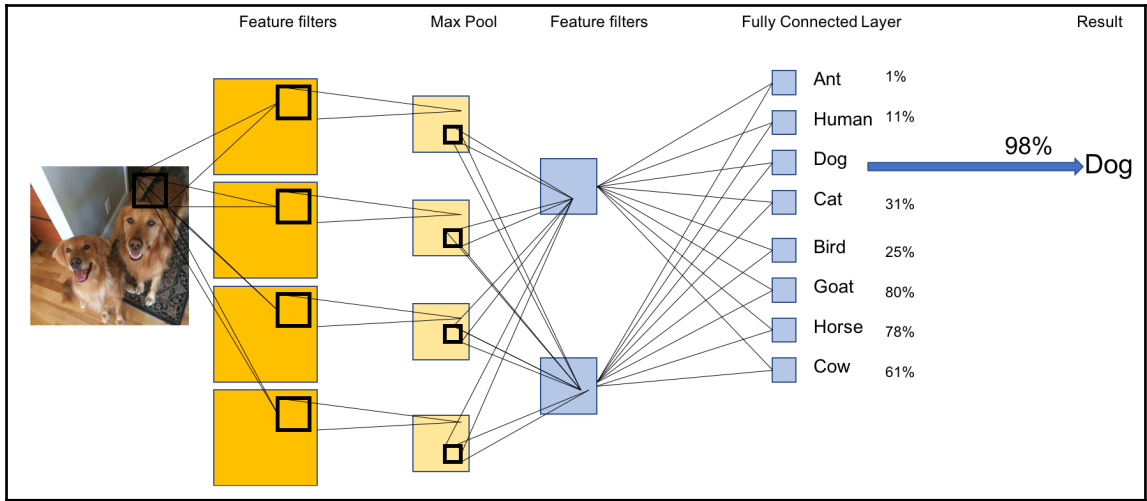 Feature filters
Max Pool
Feature filters
Fully Connected Layer
Result
Ant 1%
Human 11%
Dog 98% Dog
Cat 31%
Bird 25%
Goat 80%
Horse 78%
Cow 61%